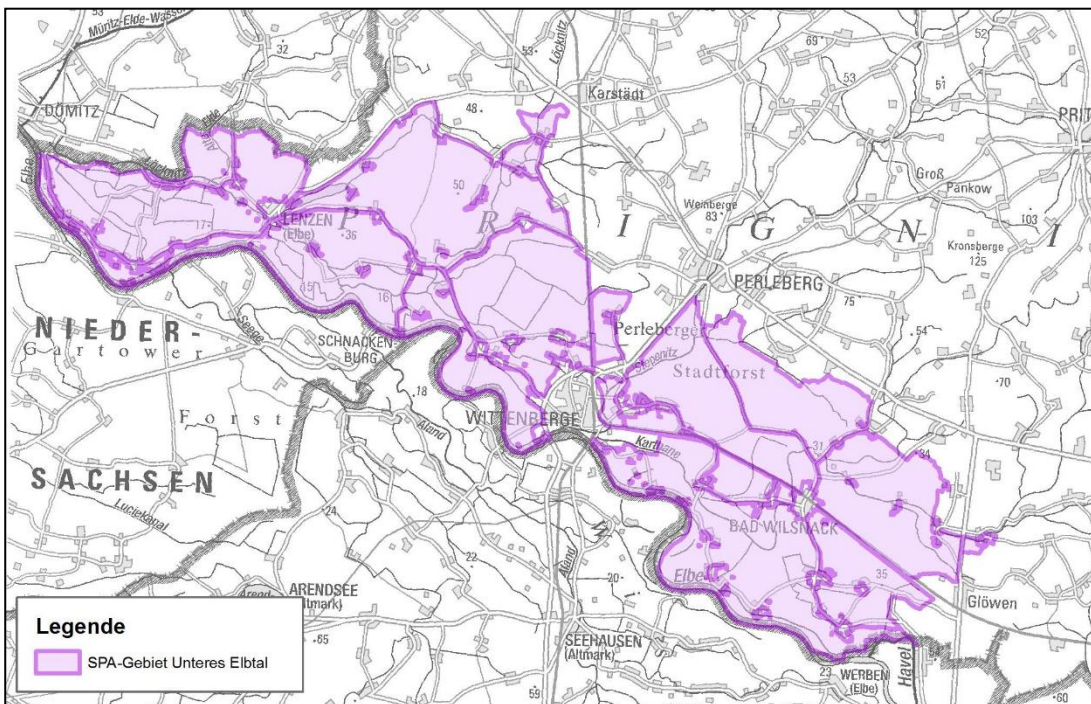 53
Müritz-Elde-Wasser
32
53
Löcknitz
69
52
51
DÖMITZ
48
Karstädt
53
PRIT
Elbe
Löcknitz
50
Groß
Pankow
Weinberge
83
17
LENZEN
(Elbe)
P R I G N I
36
103
Kronsberge
125
15
16
PERLEBERG
75
NIEDER-
Gartower
Seege
SCHNACKEN-
BURG
Perleberger
Stepenitz
54
Stadtforst
18
70
Forst
WITTENBERGE
Aland
Karthane
31
34
SACHSEN
Luciekanal
24
BAD WILSNACK
22
Aland
Elbe
35
ARENDSEE
(Altmark)
20
Glöwen
65
SEEHAUSEN
(Altmark)
59
23
WERBEN
(Elbe)
Havel
60
Legende
SPA-Gebiet Unteres Elbtal